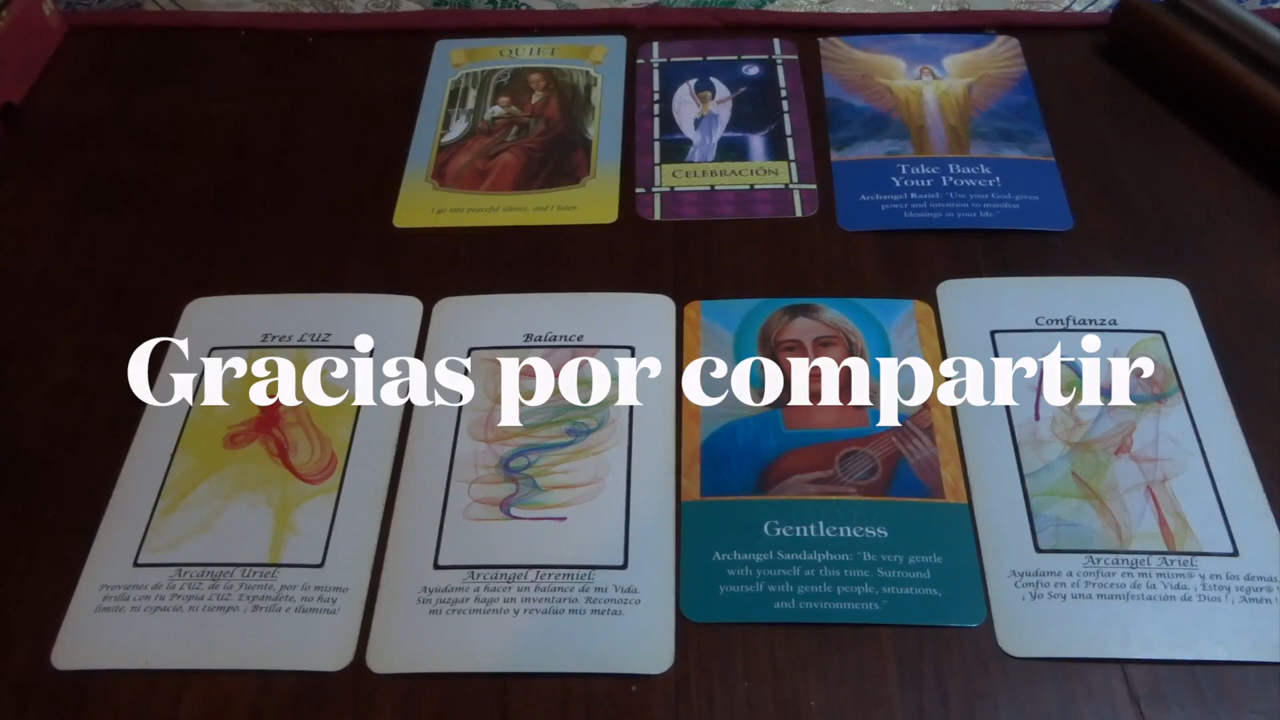 QUIET
I go into peaceful silence, and I listen.
CELEBRACIÓN
Take Back
Your Power!
Archangel Raziel: "Use your God-given
power and intention to manifest
blessings in your life."
Gracias por compartir
Eres LUZ
Arcángel Uriel:
Provienes de la LUZ, de la Fuente, por lo mismo
brilla con tu Propia LUZ. Expándete, no hay
límite, ni espacio, ni tiempo. ¡ Brilla e ilumina!
Balance
Arcángel Jeremiel:
Ayúdame a hacer un balance de mi Vida.
Sin juzgar hago un inventario. Reconozco
mi crecimiento y revalúo mis metas.
Gentleness
Archangel Sandalphon: "Be very gentle
with yourself at this time. Surround
yourself with gentle people, situations,
and environments."
Confianza
Arcángel Ariel:
Ayúdame a confiar en mi mism@ y en los demás.
Confío en el Proceso de la Vida. ¡ Estoy segur@ !
¡ Yo Soy una manifestación de Dios ! ¡ Amén !